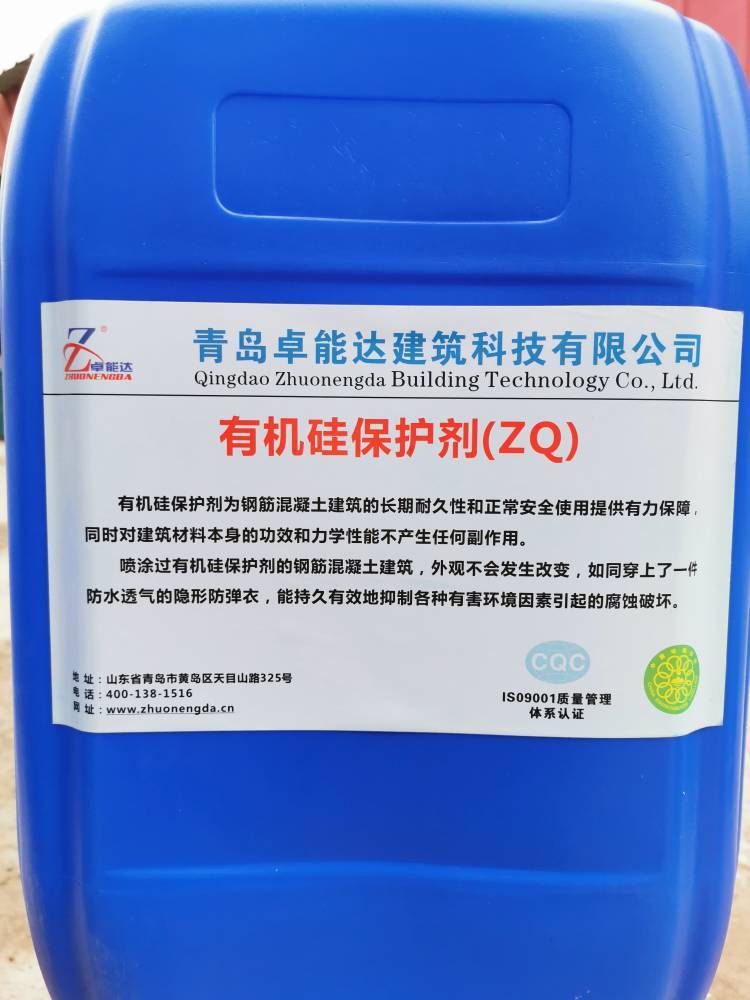 卓能达®
ZHUONENGDA
青岛卓能达建筑科技有限公司
Qingdao Zhuonengda Building Technology Co., Ltd.
有机硅保护剂(ZQ)
有机硅保护剂为钢筋混凝土建筑的长期耐久性和正常安全使用提供有力保障,
同时对建筑材料本身的功效和力学性能不产生任何副作用。
喷涂过有机硅保护剂的钢筋混凝土建筑，外观不会发生改变，如同穿上了一件
防水透气的隐形防弹衣，能持久有效地抑制各种有害环境因素引起的腐蚀破坏。
地 址：山东省青岛市黄岛区天目山路325号
电 话：400-138-1516
网 址：www.zhuonengda.cn
CQC
IS09001质量管理
体系认证